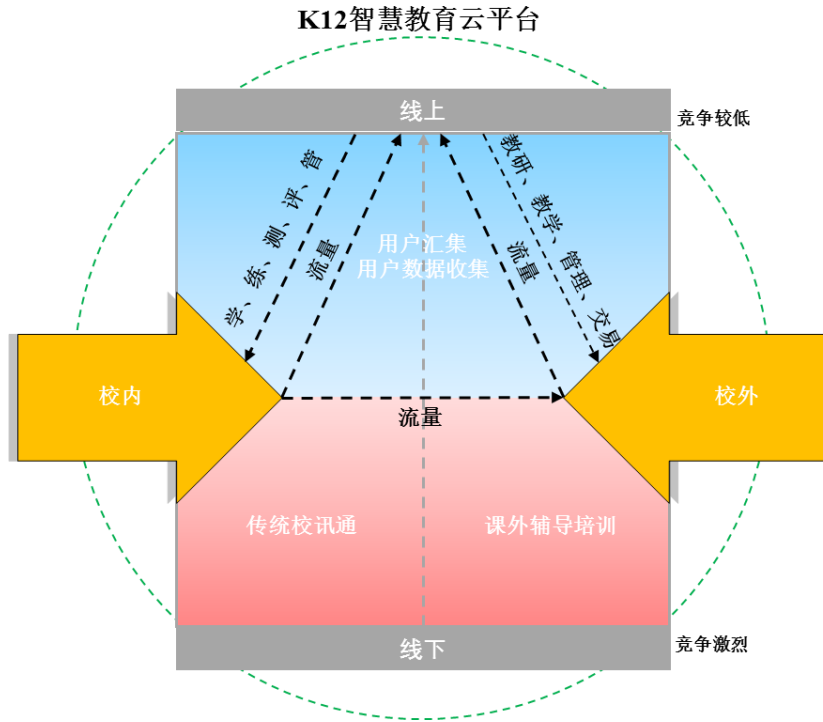 K12智慧教育云平台
线上
竞争较低
学、练、测、评、管
流量
用户汇集
用户数据收集
流量
教研、教学、管理、交易
校内
校外
流量
传统校讯通
课外辅导培训
线下
竞争激烈